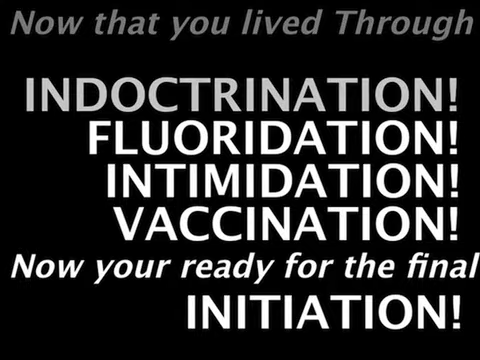 Now that you lived Through
INDOCTRINATION!
FLUORIDATION!
INTIMIDATION!
VACCINATION!
Now your ready for the final
INITIATION!